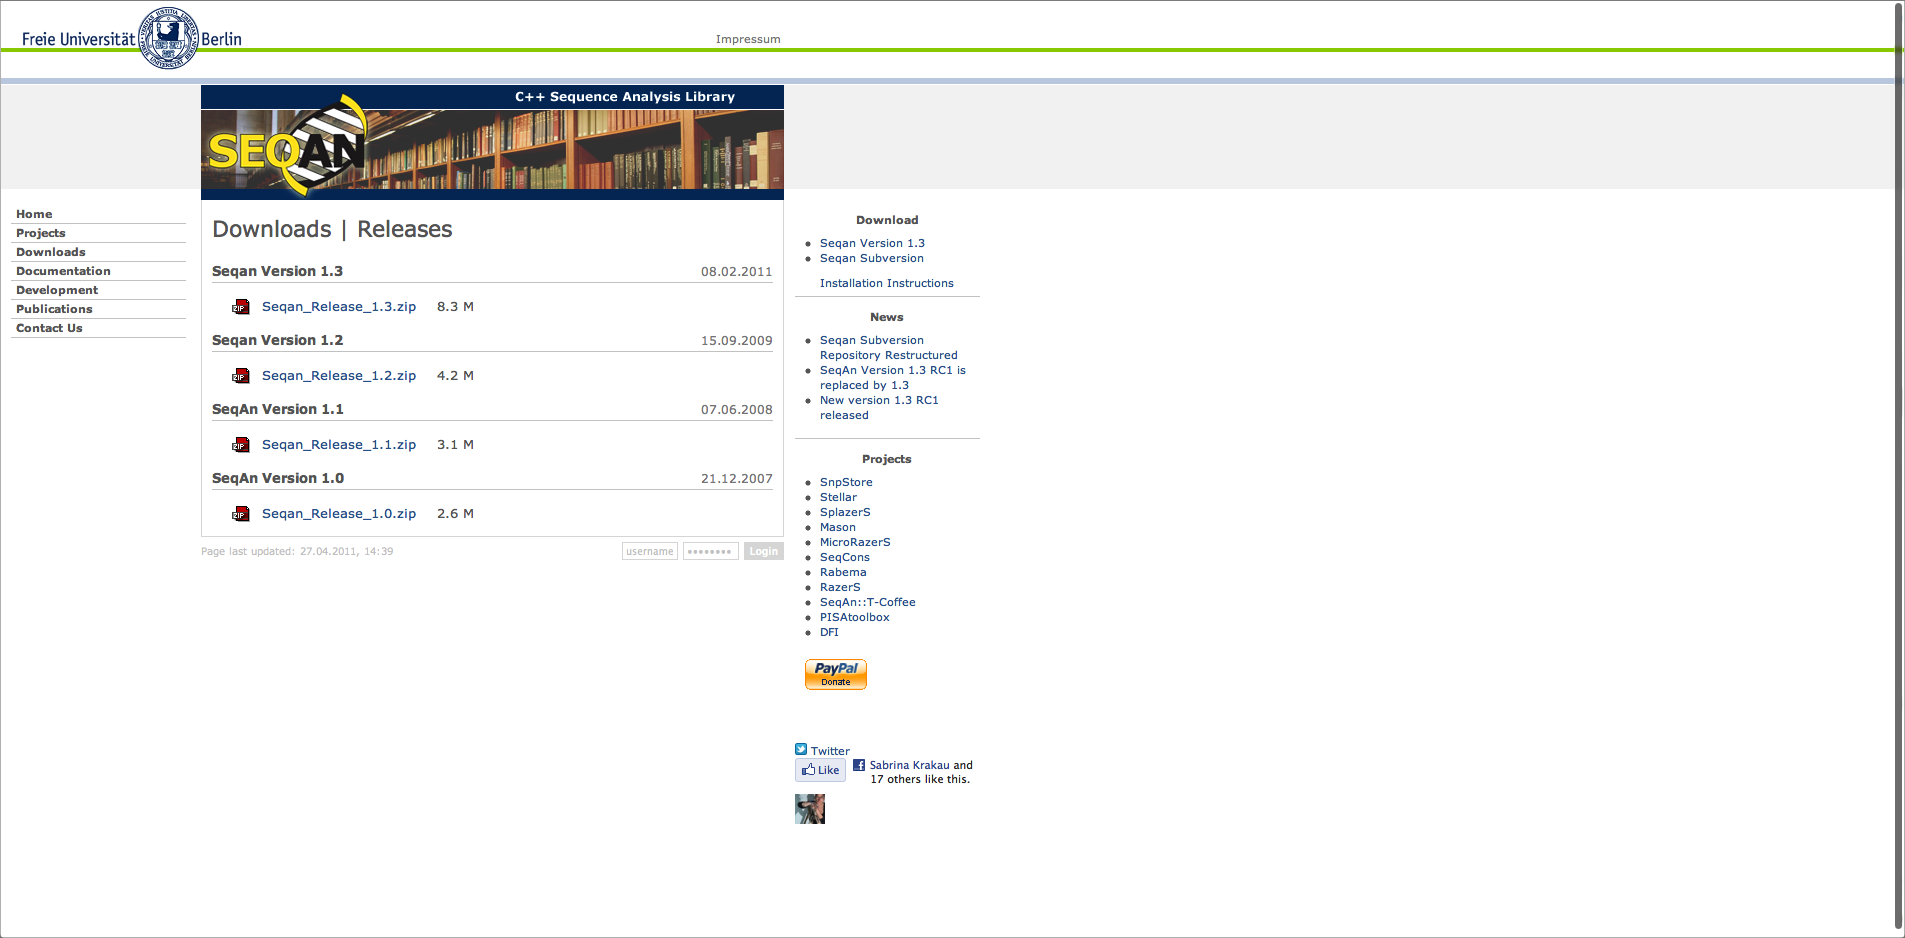 Freie Universität Berlin
Impressum
C++ Sequence Analysis Library
SEQAN
Home
Projects
Downloads
Documentation
Development
Publications
Contact Us
Downloads | Releases
Seqan Version 1.3 08.02.2011
ZIP Seqan_Release_1.3.zip 8.3 M
Seqan Version 1.2 15.09.2009
ZIP Seqan_Release_1.2.zip 4.2 M
SeqAn Version 1.1 07.06.2008
ZIP Seqan_Release_1.1.zip 3.1 M
SeqAn Version 1.0 21.12.2007
ZIP Seqan_Release_1.0.zip 2.6 M
Page last updated: 27.04.2011, 14:39
username •••••••• Login
Download
Seqan Version 1.3
Seqan Subversion
Installation Instructions
News
Seqan Subversion
Repository Restructured
SeqAn Version 1.3 RC1 is
replaced by 1.3
New version 1.3 RC1
released
Projects
SnpStore
Stellar
SplazerS
Mason
MicroRazerS
SeqCons
Rabema
RazerS
SeqAn::T-Coffee
PISAtoolbox
DFI
PayPal
Donate
Twitter
Like Sabrina Krakau and
17 others like this.